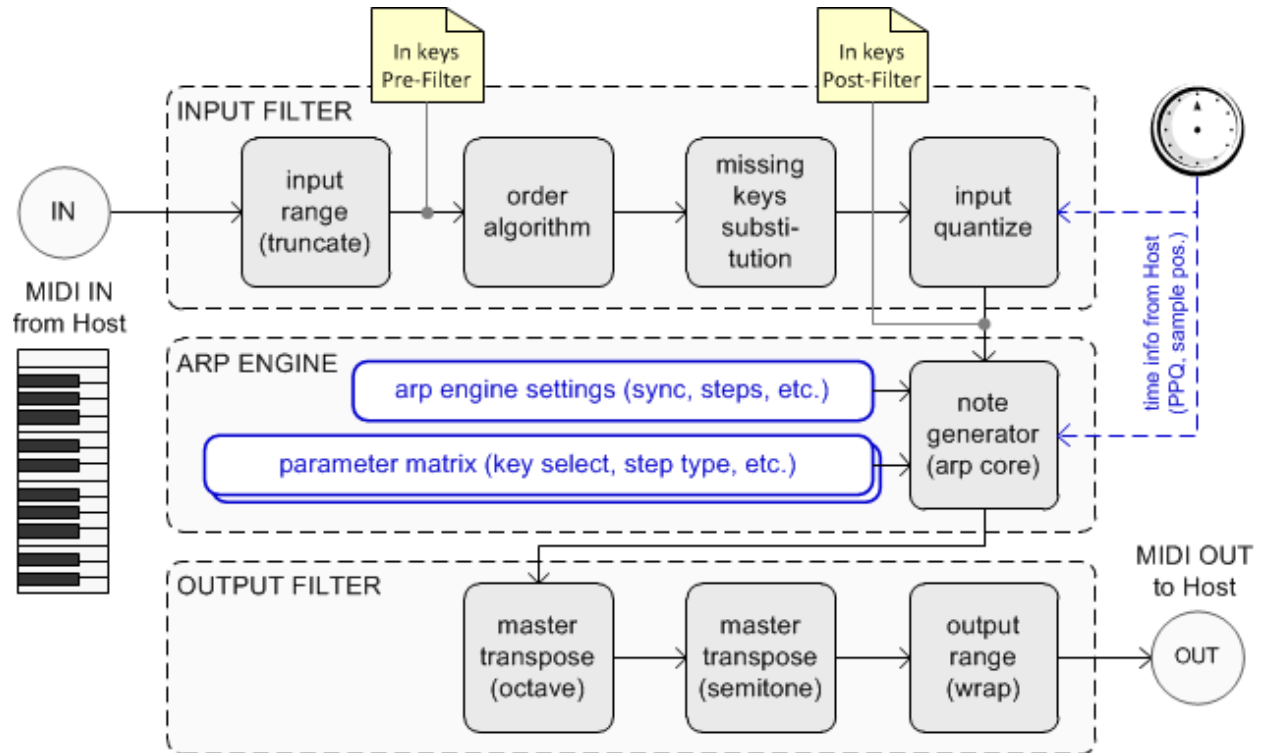 In keys
Pre-Filter
In keys
Post-Filter
INPUT FILTER
IN
MIDI IN
from Host
input
range
(truncate)
order
algorithm
missing
keys
substi-
tution
input
quantize
time info from Host
(PPQ, sample pos.)
ARP ENGINE
arp engine settings (sync, steps, etc.)
parameter matrix (key select, step type, etc.)
note
generator
(arp core)
OUTPUT FILTER
master
transpose
(octave)
master
transpose
(semitone)
output
range
(wrap)
MIDI OUT
to Host
OUT